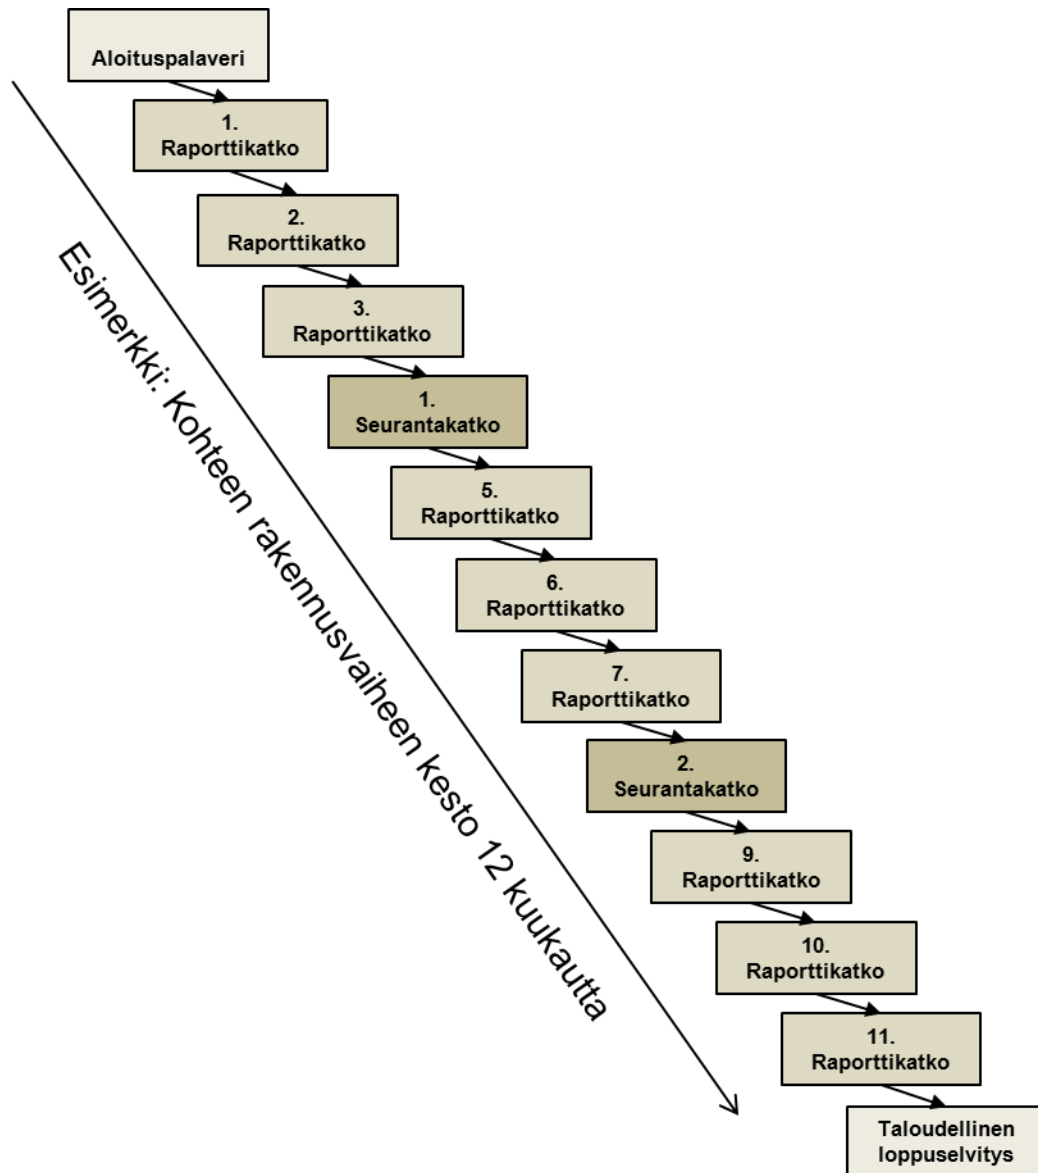 Aloituspalaveri
1.
Raporttikatko
2.
Raporttikatko
3.
Raporttikatko
1.
Seurantakatko
5.
Raporttikatko
6.
Raporttikatko
7.
Raporttikatko
2.
Seurantakatko
9.
Raporttikatko
10.
Raporttikatko
11.
Raporttikatko
Taloudellinen
loppuselvitys
Esimerkki: Kohteen rakennusvaiheen kesto 12 kuukautta